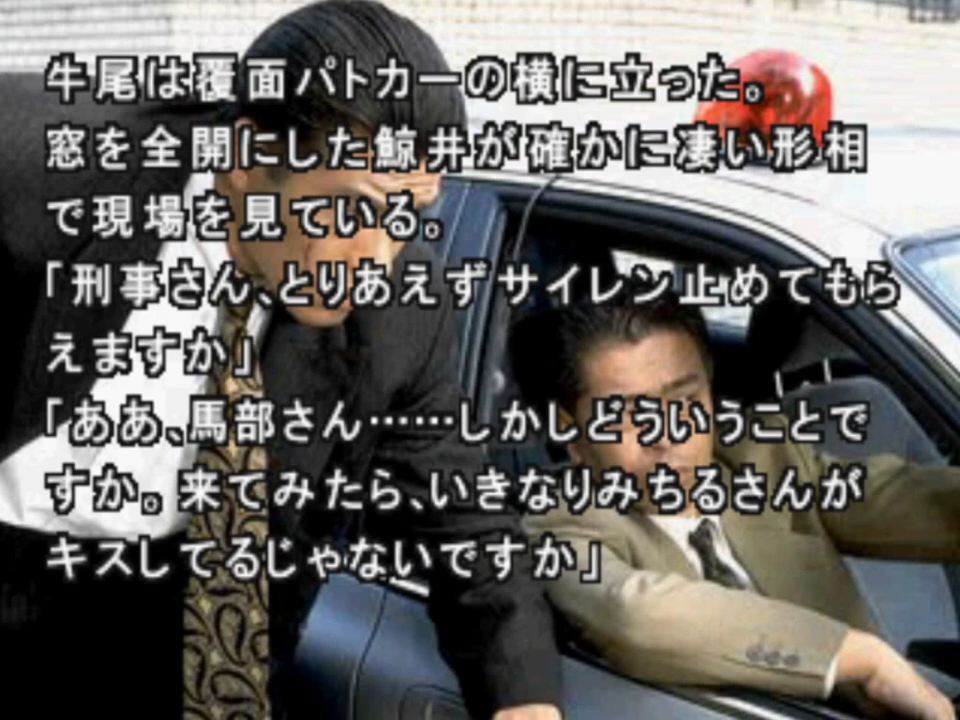 牛尾は覆面パトカーの横に立った。
窓を全開にした鯨井が確かに凄い形相
で現場を見ている。
「刑事さん、とりあえずサイレン止めてもら
えますか」
「ああ、馬部さん……しかしどういうことで
すか。来てみたら、いきなりみちるさんが
キスしてるじゃないですか」